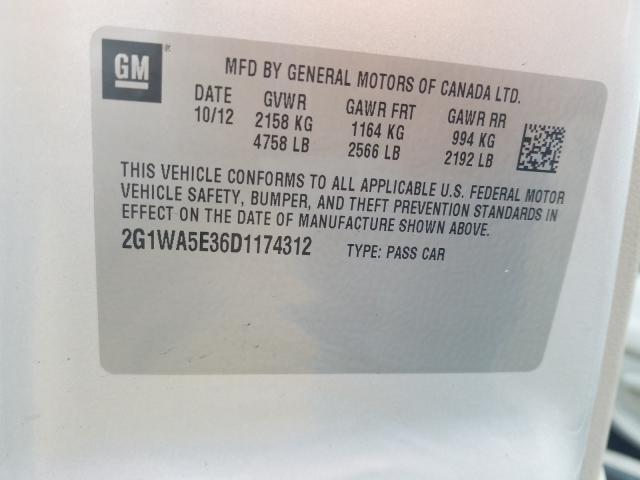 GM
MFD BY GENERAL MOTORS OF CANADA LTD.
DATE GVWR GAWR FRT GAWR RR
10/12 2158 KG 1164 KG 994 KG
4758 LB 2566 LB 2192 LB
THIS VEHICLE CONFORMS TO ALL APPLICABLE U.S. FEDERAL MOTOR
VEHICLE SAFETY, BUMPER, AND THEFT PREVENTION STANDARDS IN
EFFECT ON THE DATE OF MANUFACTURE SHOWN ABOVE.
2G1WA5E36D1174312 TYPE: PASS CAR